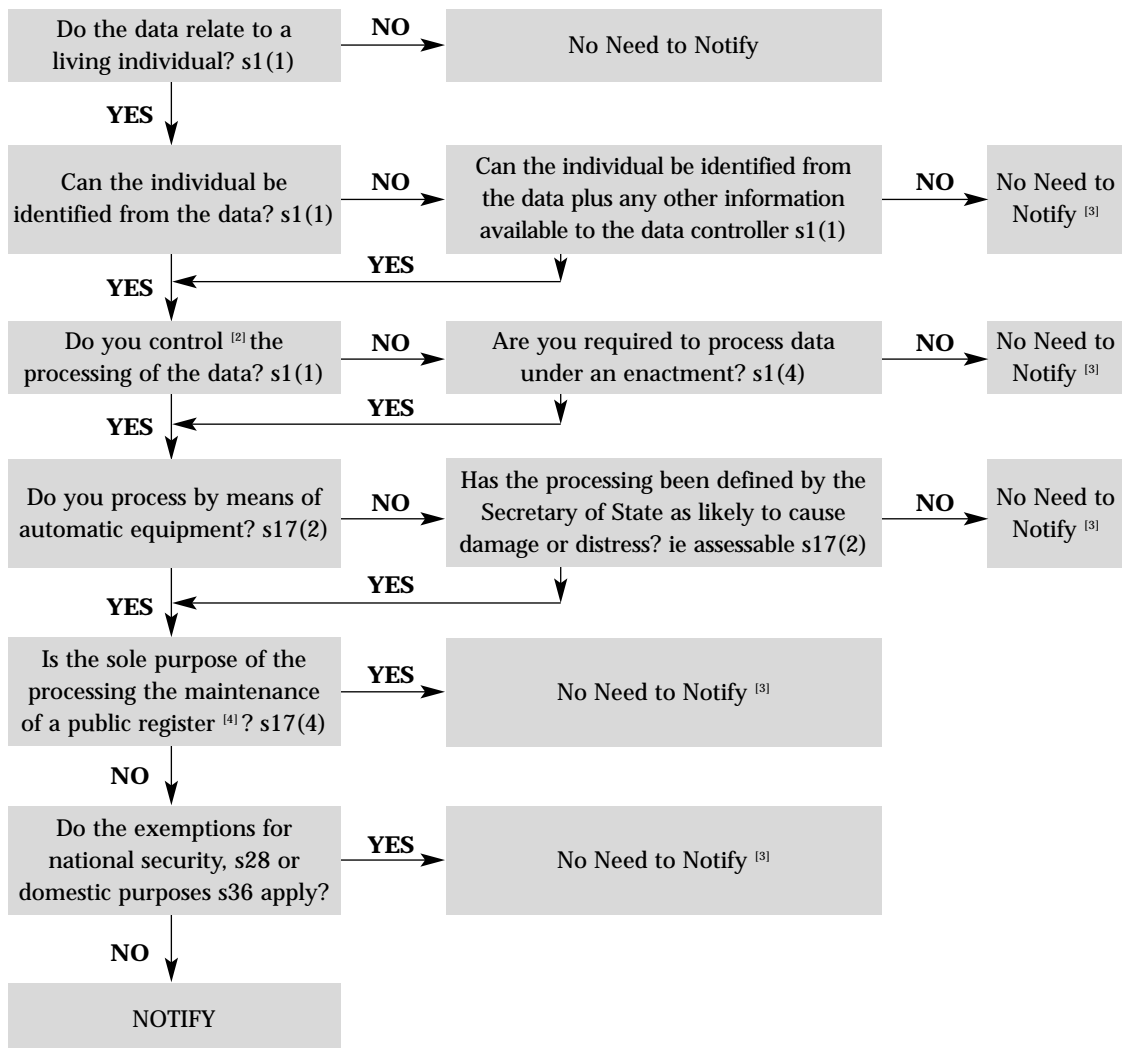 Do the data relate to a
living individual? s1(1)
NO
No Need to Notify
YES
Can the individual be
identified from the data? s1(1)
NO
Can the individual be identified from
the data plus any other information
available to the data controller s1(1)
NO
No Need to
Notify [3]
YES
YES
Do you control [2] the
processing of the data? s1(1)
NO
Are you required to process data
under an enactment? s1(4)
NO
No Need to
Notify [3]
YES
YES
Do you process by means of
automatic equipment? s17(2)
NO
Has the processing been defined by the
Secretary of State as likely to cause
damage or distress? ie assessable s17(2)
NO
No Need to
Notify [3]
YES
YES
Is the sole purpose of the
processing the maintenance
of a public register [4] ? s17(4)
YES
No Need to Notify [3]
NO
Do the exemptions for
national security, s28 or
domestic purposes s36 apply?
YES
No Need to Notify [3]
NO
NOTIFY